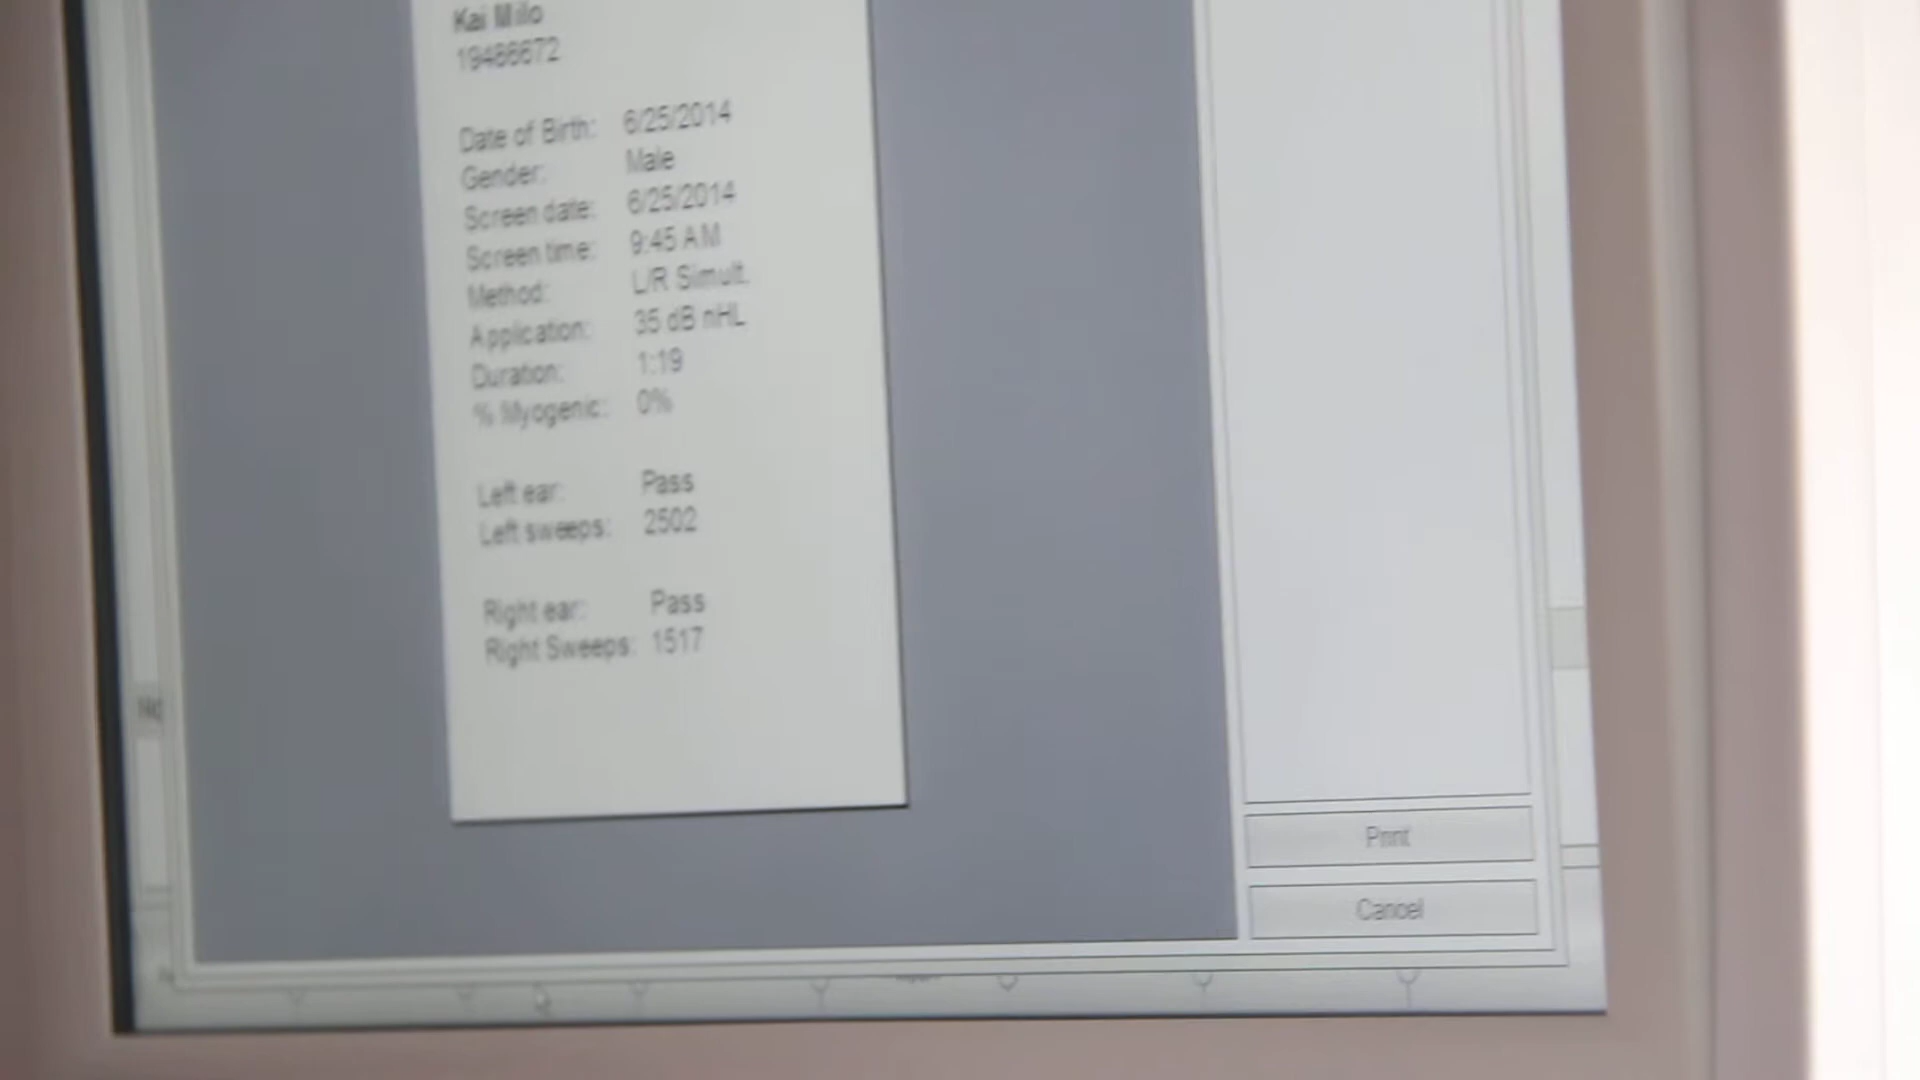 Kai Millo
19486672
Date of Birth: 6/25/2014
Gender: Male
Screen date: 6/25/2014
Screen time: 9:45 AM
Method: L/R Simult.
Application: 35 dB nHL
Duration: 1:19
% Myogenic: 0%
Left ear: Pass
Left sweeps: 2502
Right ear: Pass
Right Sweeps: 1517
Print
Cancel